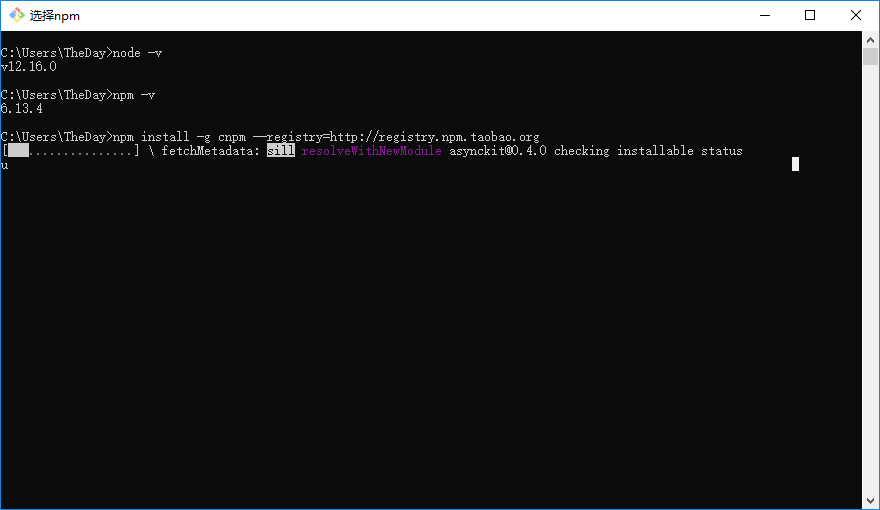 选择npm
C:\Users\TheDay>node -v
v12.16.0
C:\Users\TheDay>npm -v
6.13.4
C:\Users\TheDay>npm install -g cnpm --registry=http://registry.npm.taobao.org
[   ...............] \ fetchMetadata: sill resolveWithNewModule asynckit@0.4.0 checking installable status
u